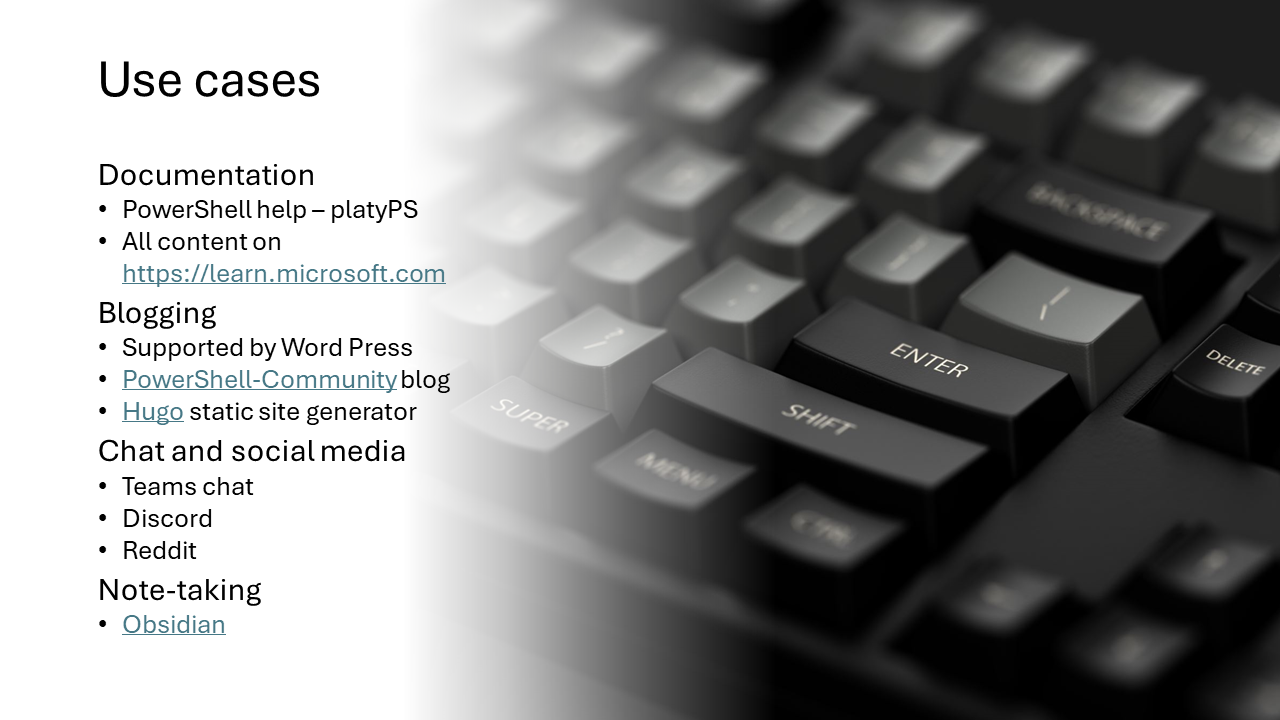 Use cases
Documentation
• PowerShell help – platyPS
• All content on
https://learn.microsoft.com
Blogging
• Supported by Word Press
• PowerShell-Community blog
• Hugo static site generator
Chat and social media
• Teams chat
• Discord
• Reddit
Note-taking
• Obsidian
BACKSPACE
ENTER
DELETE
SHIFT
SUPER
MENU
CTRL